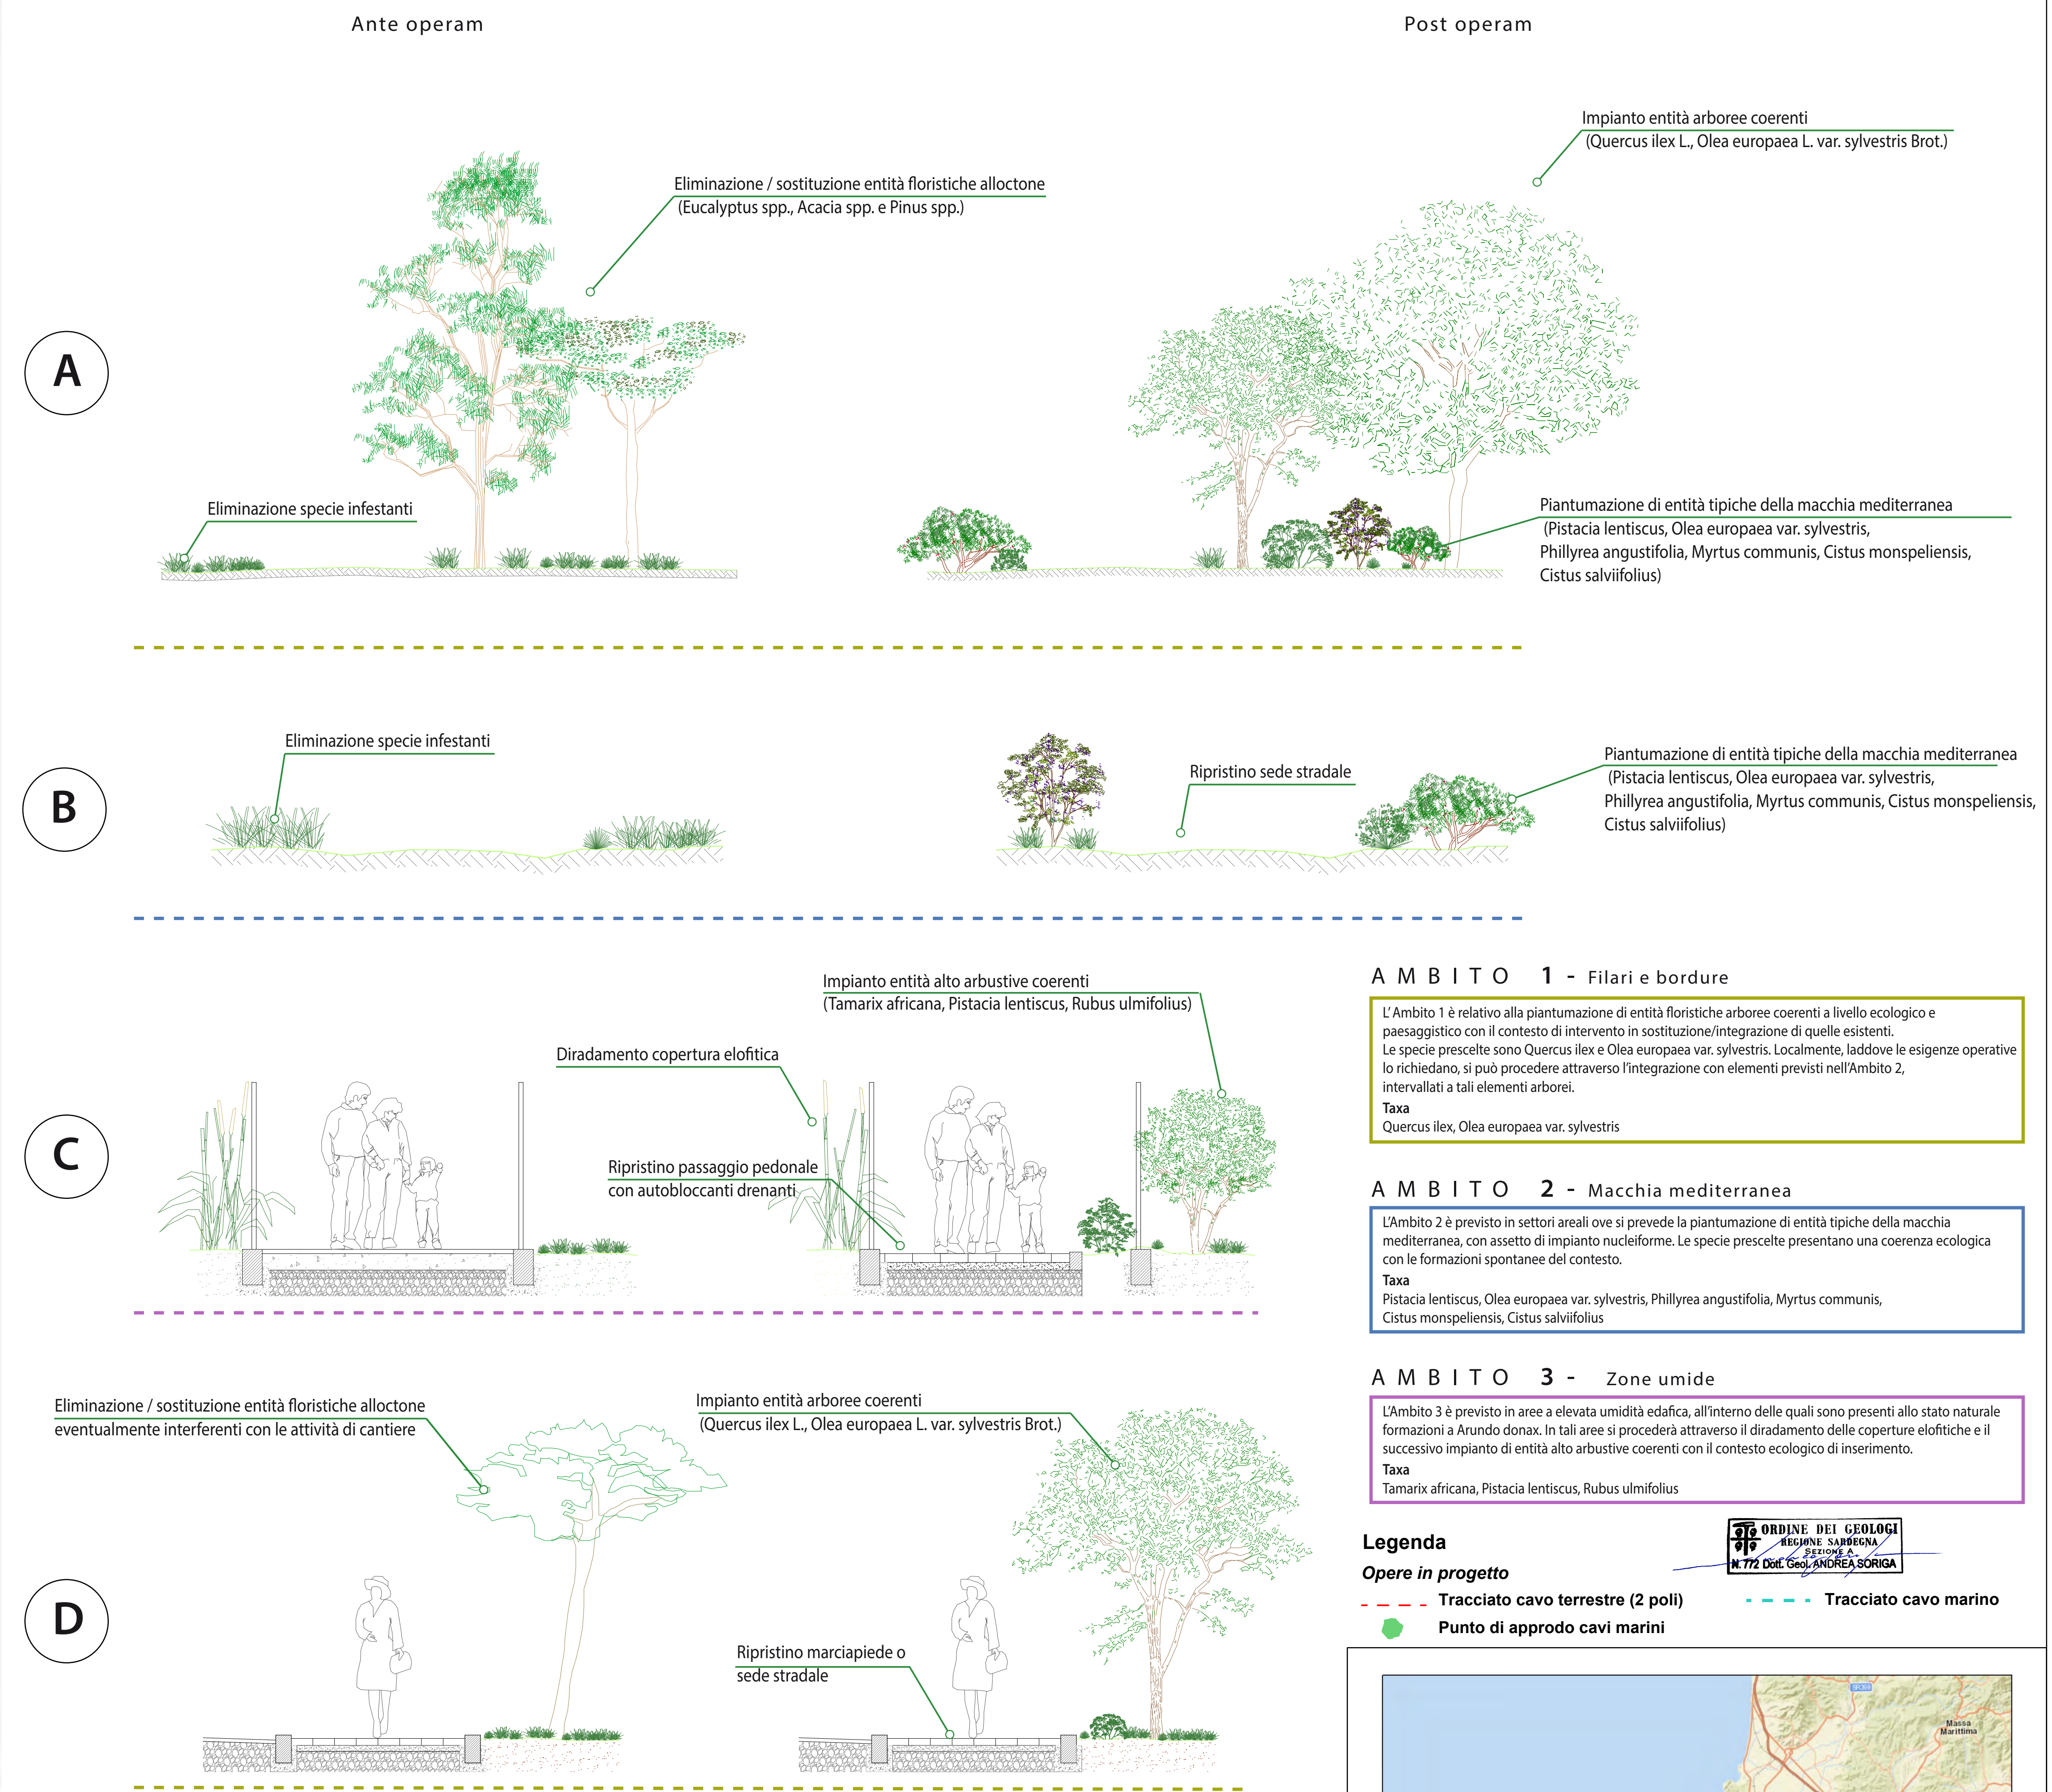 Ante operam
Post operam
Impianto entità arboree coerenti
(Quercus ilex L., Olea europaea L. var. sylvestris Brot.)
Eliminazione / sostituzione entità floristiche alloctone
(Eucalyptus spp., Acacia spp. e Pinus spp.)
A
Eliminazione specie infestanti
Piantumazione di entità tipiche della macchia mediterranea
(Pistacia lentiscus, Olea europaea var. sylvestris,
Phillyrea angustifolia, Myrtus communis, Cistus monspeliensis,
Cistus salviifolius)
B
Eliminazione specie infestanti
Ripristino sede stradale
Piantumazione di entità tipiche della macchia mediterranea
(Pistacia lentiscus, Olea europaea var. sylvestris,
Phillyrea angustifolia, Myrtus communis, Cistus monspeliensis,
Cistus salviifolius)
C
Impianto entità alto arbustive coerenti
(Tamarix africana, Pistacia lentiscus, Rubus ulmifolius)
Diradamento copertura elofitica
Ripristino passaggio pedonale
con autobloccanti drenanti
D
Eliminazione / sostituzione entità floristiche alloctone
eventualmente interferenti con le attività di cantiere
Impianto entità arboree coerenti
(Quercus ilex L., Olea europaea L. var. sylvestris Brot.)
Ripristino marciapiede o
sede stradale
AMBITO 1 - Filari e bordure
L' Ambito 1 è relativo alla piantumazione di entità floristiche arboree coerenti a livello ecologico e
paesaggistico con il contesto di intervento in sostituzione/integrazione di quelle esistenti.
Le specie prescelte sono Quercus ilex e Olea europaea var. sylvestris. Localmente, laddove le esigenze operative
lo richiedano, si può procedere attraverso l'integrazione con elementi previsti nell'Ambito 2,
intervallati a tali elementi arborei.
Taxa
Quercus ilex, Olea europaea var. sylvestris
AMBITO 2 - Macchia mediterranea
L'Ambito 2 è previsto in settori areali ove si prevede la piantumazione di entità tipiche della macchia
mediterranea, con assetto di impianto nucleiforme. Le specie prescelte presentano una coerenza ecologica
con le formazioni spontanee del contesto.
Taxa
Pistacia lentiscus, Olea europaea var. sylvestris, Phillyrea angustifolia, Myrtus communis,
Cistus monspeliensis, Cistus salviifolius
AMBITO 3 - Zone umide
L'Ambito 3 è previsto in aree a elevata umidità edafica, all'interno delle quali sono presenti allo stato naturale
formazioni a Arundo donax. In tali aree si procederà attraverso il diradamento delle coperture elofitiche e il
successivo impianto di entità alto arbustive coerenti con il contesto ecologico di inserimento.
Taxa
Tamarix africana, Pistacia lentiscus, Rubus ulmifolius
Legenda
ORDINE DEI GEOLOGI
REGIONE SARDEGNA
SEZIONE A
N. 772 Dott. Geol. ANDREA SORIGA
Opere in progetto
Tracciato cavo terrestre (2 poli)
Tracciato cavo marino
Punto di approdo cavi marini
Massa
Marittima